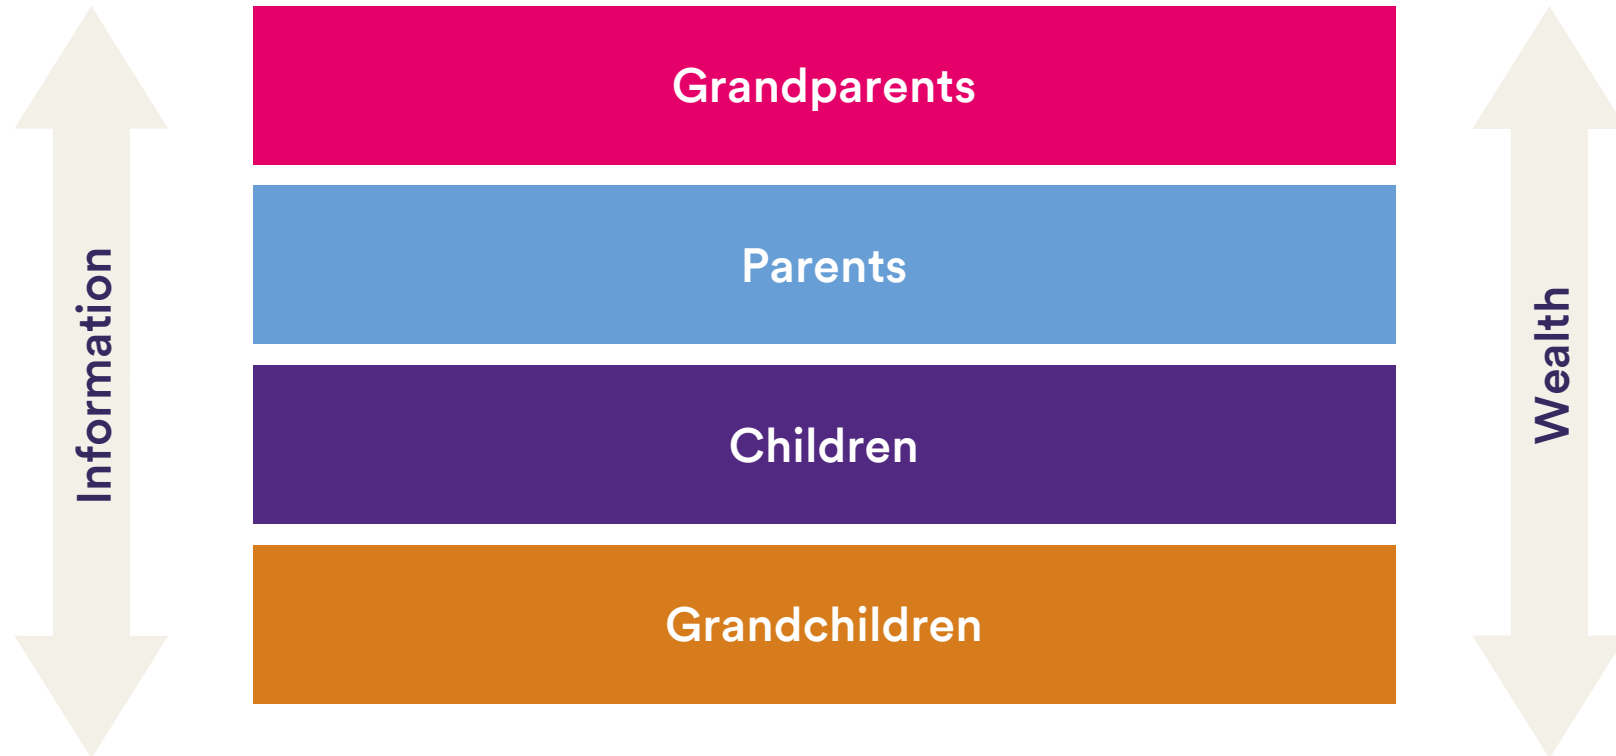 Information
Grandparents
Parents
Children
Grandchildren
Wealth